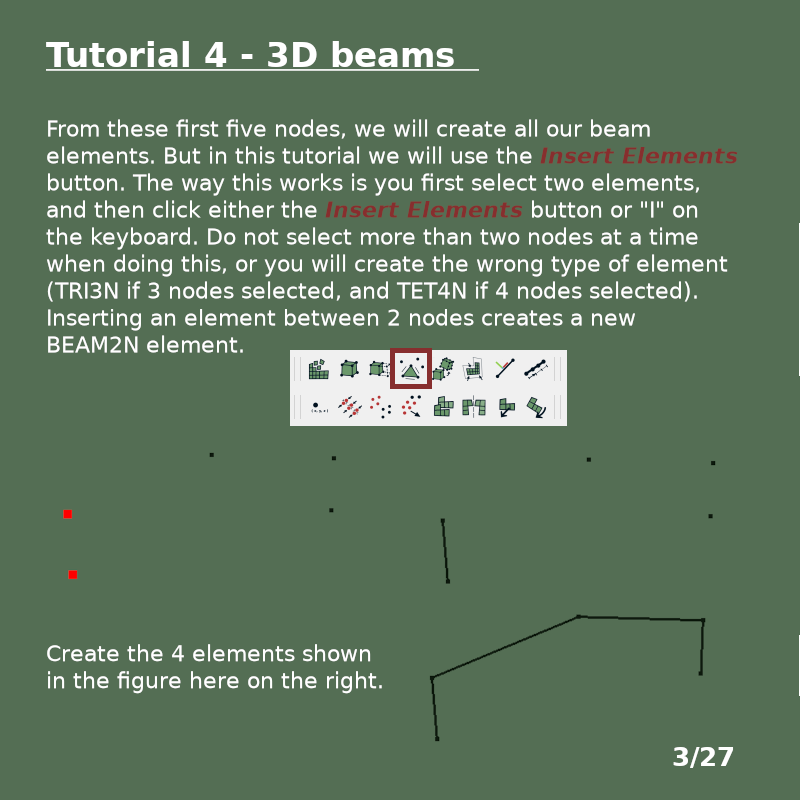 Tutorial 4 - 3D beams
From these first five nodes, we will create all our beam
elements. But in this tutorial we will use the Insert Elements
button. The way this works is you first select two elements,
and then click either the Insert Elements button or "I" on
the keyboard. Do not select more than two nodes at a time
when doing this, or you will create the wrong type of element
(TRI3N if 3 nodes selected, and TET4N if 4 nodes selected).
Inserting an element between 2 nodes creates a new
BEAM2N element.
Create the 4 elements shown
in the figure here on the right.
3/27